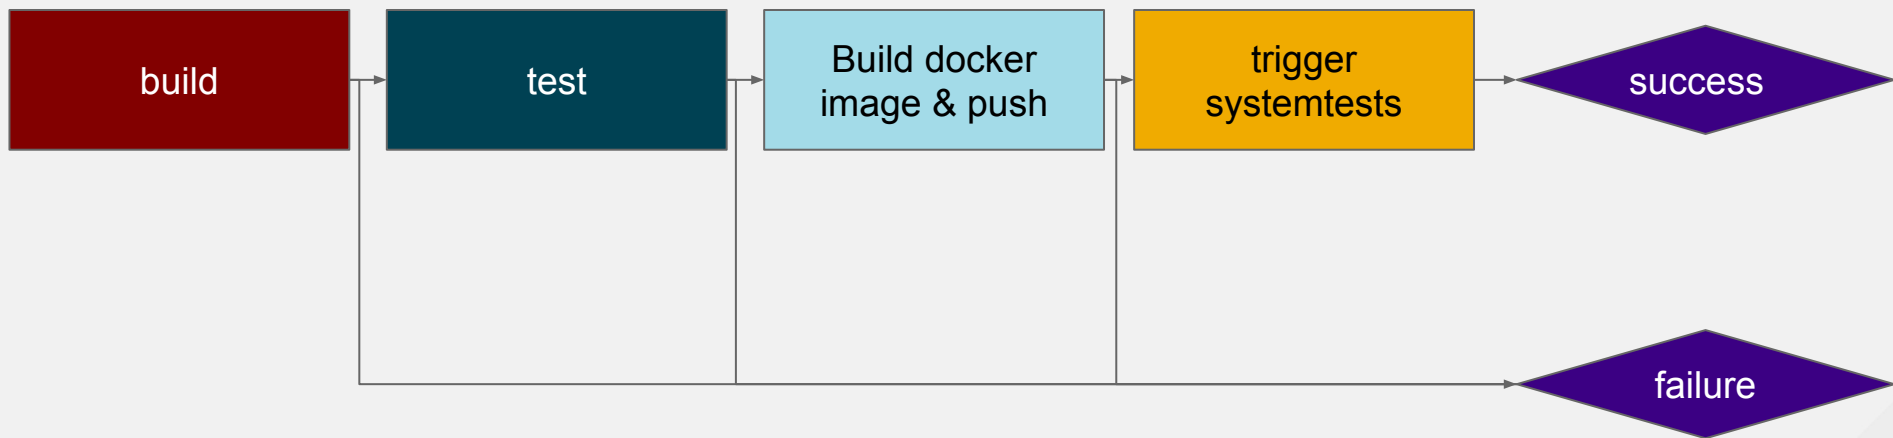 build
test
Build docker
image & push
trigger
systemtests
success
failure